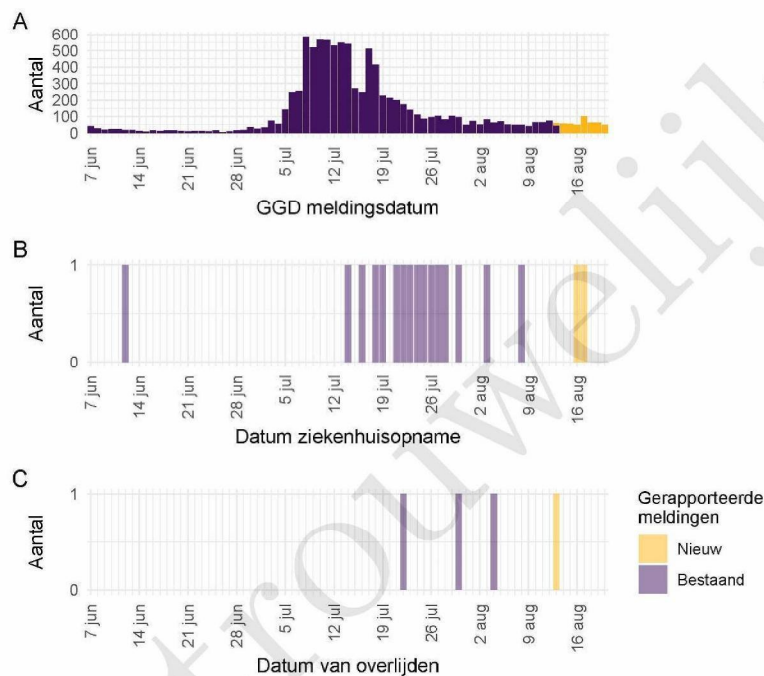 A
Aantal
600
500
400
300
200
100
0
7 jun
14 jun
21 jun
28 jun
5 jul
12 jul
19 jul
26 jul
2 aug
9 aug
16 aug
GGD meldingsdatum
B
Aantal
1
0
7 jun
14 jun
21 jun
28 jun
5 jul
12 jul
19 jul
26 jul
2 aug
9 aug
16 aug
Datum ziekenhuisopname
C
Aantal
1
0
7 jun
14 jun
21 jun
28 jun
5 jul
12 jul
19 jul
26 jul
2 aug
9 aug
16 aug
Datum van overlijden
Gerapporteerde
meldingen
Nieuw
Bestaand
trouwelijk